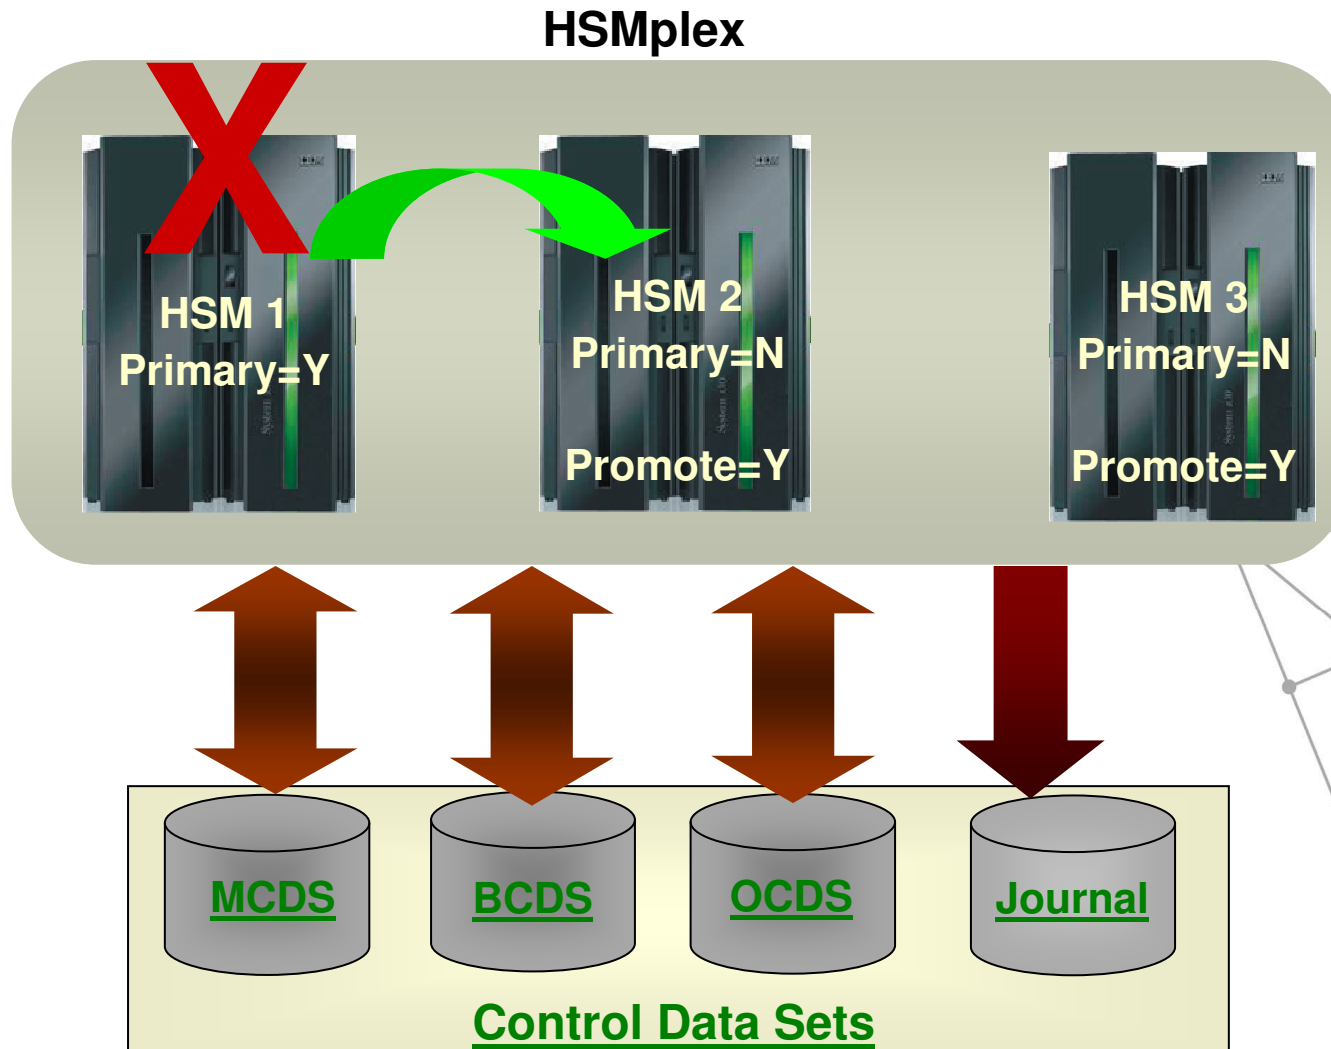 HSMplex
HSM 1
Primary=Y
HSM 2
Primary=N
Promote=Y
HSM 3
Primary=N
Promote=Y
MCDS
BCDS
OCDS
Journal
Control Data Sets